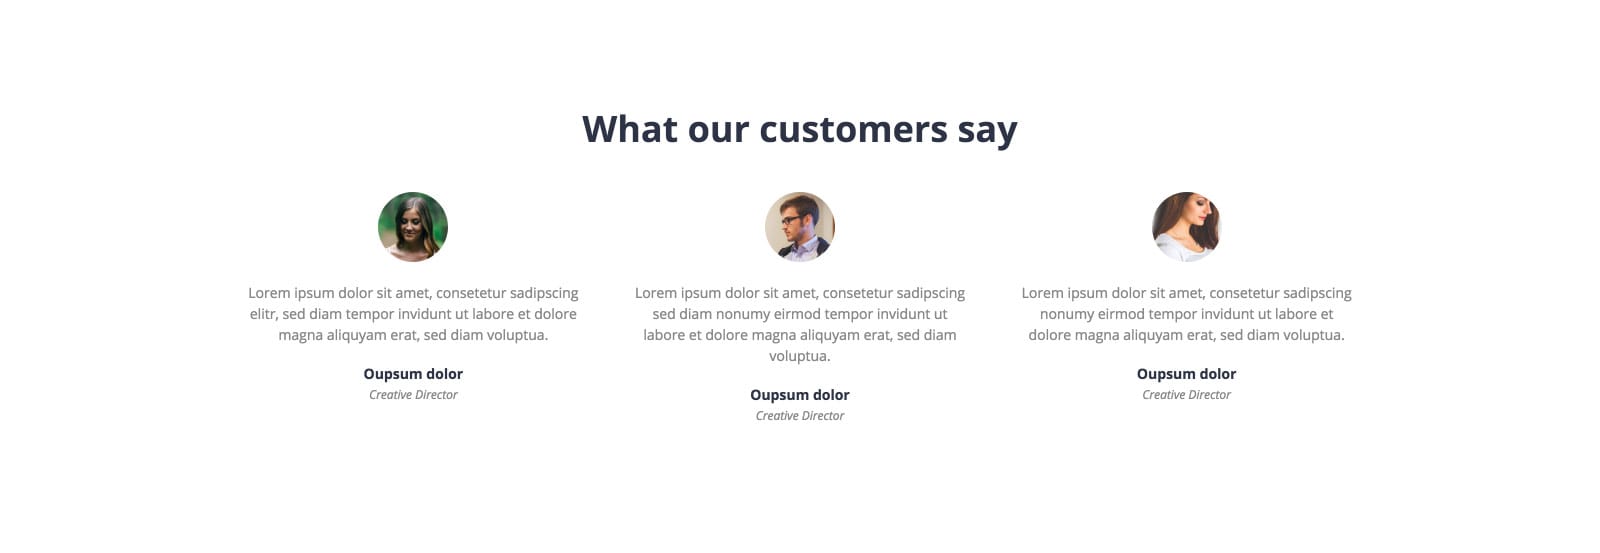 What our customers say
Lorem ipsum dolor sit amet, consetetur sadipscing
elitr, sed diam tempor invidunt ut labore et dolore
magna aliquyam erat, sed diam voluptua.
Oupsum dolor
Creative Director
Lorem ipsum dolor sit amet, consetetur sadipscing
sed diam nonumy eirmod tempor invidunt ut
labore et dolore magna aliquyam erat, sed diam
voluptua.
Oupsum dolor
Creative Director
Lorem ipsum dolor sit amet, consetetur sadipscing
nonumy eirmod tempor invidunt ut labore et
dolore magna aliquyam erat, sed diam voluptua.
Oupsum dolor
Creative Director